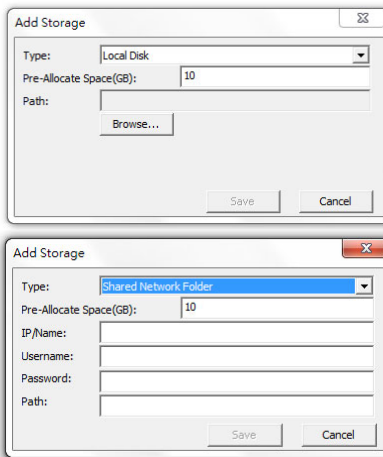 Add Storage
Type: Local Disk
Pre-Allocate Space(GB): 10
Path:
Browse...
Save Cancel
Add Storage
Type: Shared Network Folder
Pre-Allocate Space(GB): 10
IP/Name:
Username:
Password:
Path:
Save Cancel